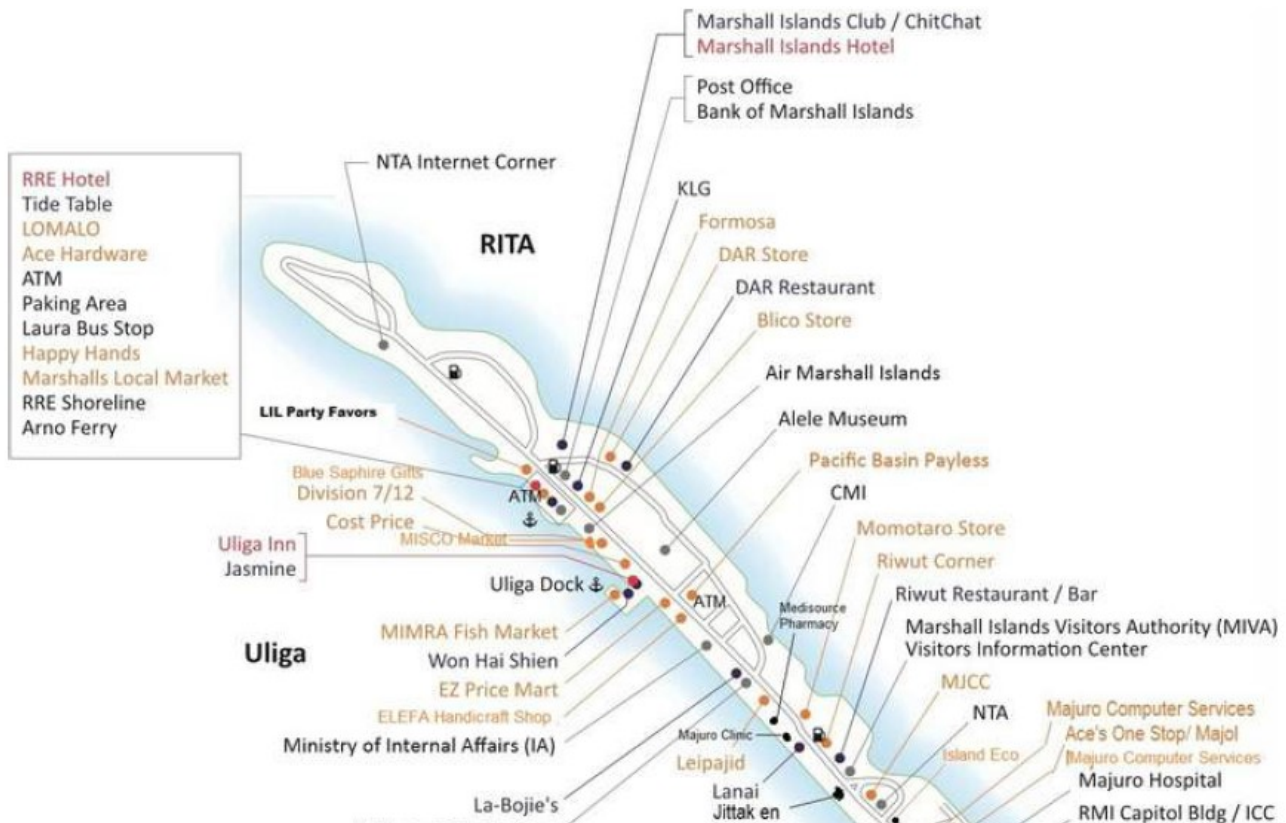 Marshall Islands Club / ChitChat
Marshall Islands Hotel
Post Office
Bank of Marshall Islands
NTA Internet Corner
RRE Hotel
Tide Table
LOMALO
Ace Hardware
ATM
Paking Area
Laura Bus Stop
Happy Hands
Marshalls Local Market
RRE Shoreline
Arno Ferry
KLG
Formosa
RITA
DAR Store
DAR Restaurant
Blico Store
Air Marshall Islands
LIL Party Favors
Alele Museum
Pacific Basin Payless
Blue Saphire Gifts
Division 7/12
ATM
CMI
Cost Price
MISCO Market
Momotaro Store
Uliga Inn
Jasmine
Riwut Corner
Uliga Dock
Riwut Restaurant / Bar
ATM
Medisource
Pharmacy
Marshall Islands Visitors Authority (MIVA)
Visitors Information Center
MIMRA Fish Market
Uliga
Won Hai Shien
EZ Price Mart
MJCC
ELEFA Handicraft Shop
NTA
Majuro Computer Services
Ace's One Stop/ Majol
Ministry of Internal Affairs (IA)
Majuro Clinic
Island Eco
Majuro Computer Services
Leipajid
Majuro Hospital
Lanai
La-Bojie's
Jittak en
RMI Capitol Bldg / ICC